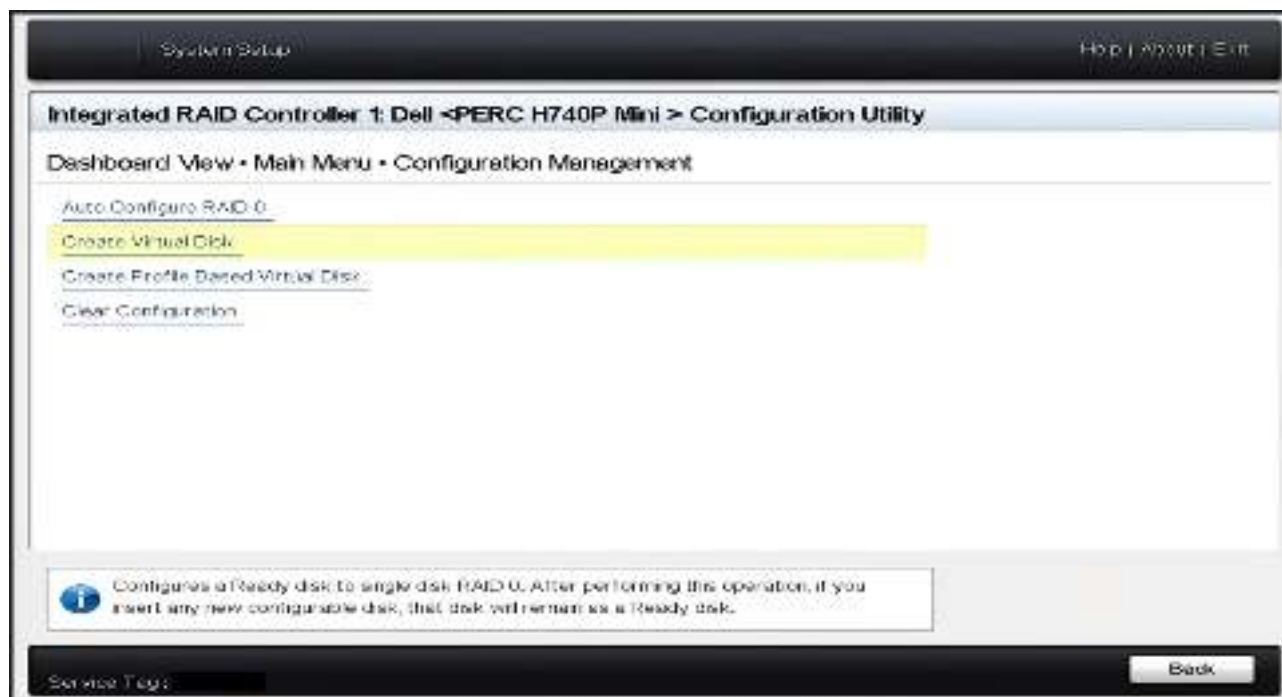 System Setup
Help | About | Exit
Integrated RAID Controller 1: Dell <PERC H740P Mini > Configuration Utility
Dashboard View • Main Menu • Configuration Management
Auto Configure RAID 0
Create Virtual Disk
Create Profile Based Virtual Disk
Clear Configuration
Configures a Ready disk to single disk RAID 0. After performing this operation, if you
insert any new configurable disk, that disk will remain as a Ready disk.
Service Tag :
Back